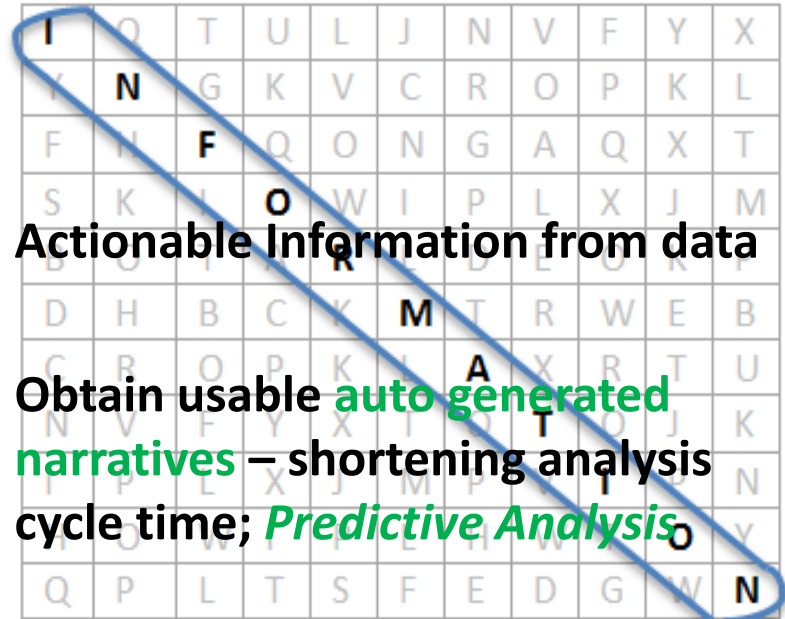 I Q T U L J N V F Y X
Y N G K V C R O P K L
F H F Q O N G A Q X T
S K I O W I P L X J M
Actionable Information from data
R
D H B C K M T R W E B
C R O P K L A X R T U
Obtain usable auto generated
N V F Y X T T O J K
narratives – shortening analysis
X J M P I N
cycle time; Predictive Analysis
O Y
Q P L T S F E D G W N